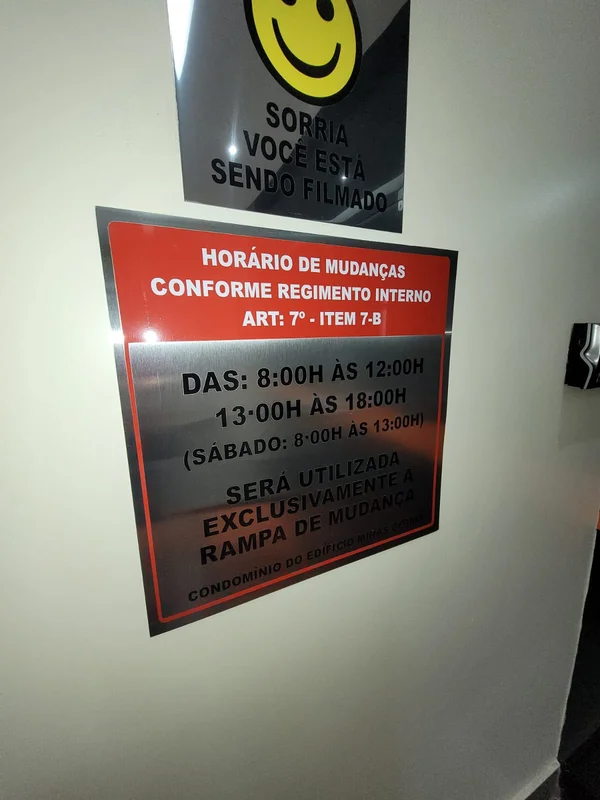 SORRIA
VOCÊ ESTÁ
SENDO FILMADO
HORÁRIO DE MUDANÇAS
CONFORME REGIMENTO INTERNO
ART: 7º - ITEM 7-B
DAS: 8:00H ÀS 12:00H
13:00H ÀS 18:00H
(SÁBADO: 8:00H ÀS 13:00H)
SERÁ UTILIZADA
EXCLUSIVAMENTE A
RAMPA DE MUDANÇA
CONDOMÍNIO DO EDIFÍCIO MINAS